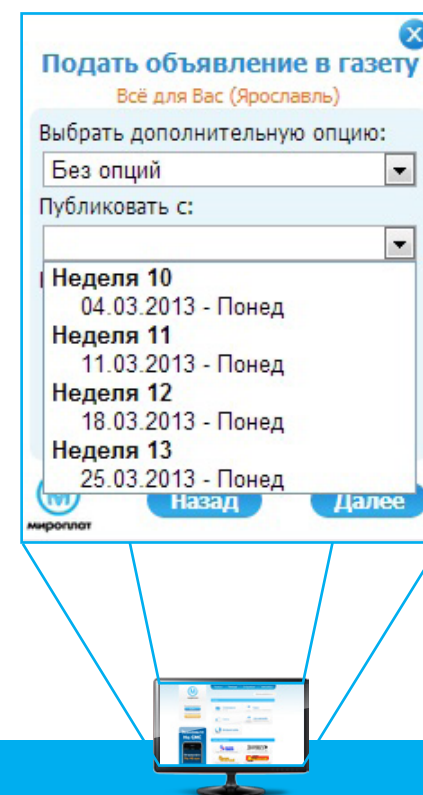 Подать объявление в газету
Всё для Вас (Ярославль)
Выбрать дополнительную опцию:
Без опций
Публиковать с:
Неделя 10
04.03.2013 - Понед
Неделя 11
11.03.2013 - Понед
Неделя 12
18.03.2013 - Понед
Неделя 13
25.03.2013 - Понед
Назад
Далее
мироплат